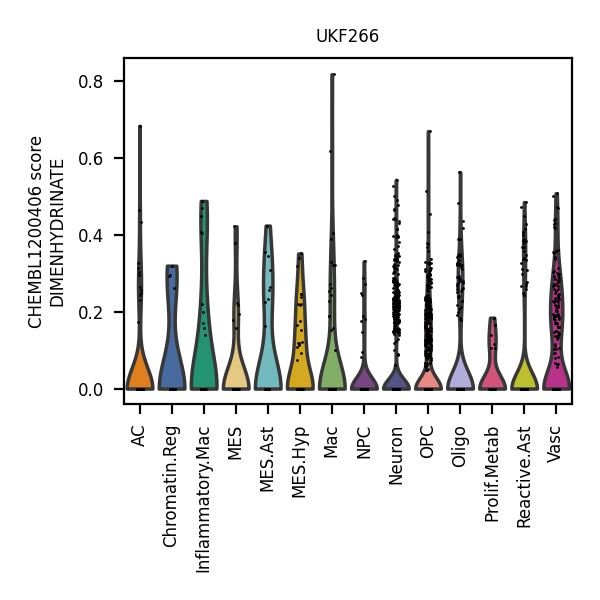 UKF266
CHEMBL1200406 score
DIMENHYDRINATE
0.8
0.6
0.4
0.2
0.0
AC
Chromatin.Reg
Inflammatory.Mac
MES
MES.Ast
MES.Hyp
Mac
NPC
Neuron
OPC
Oligo
Prolif.Metab
Reactive.Ast
Vasc